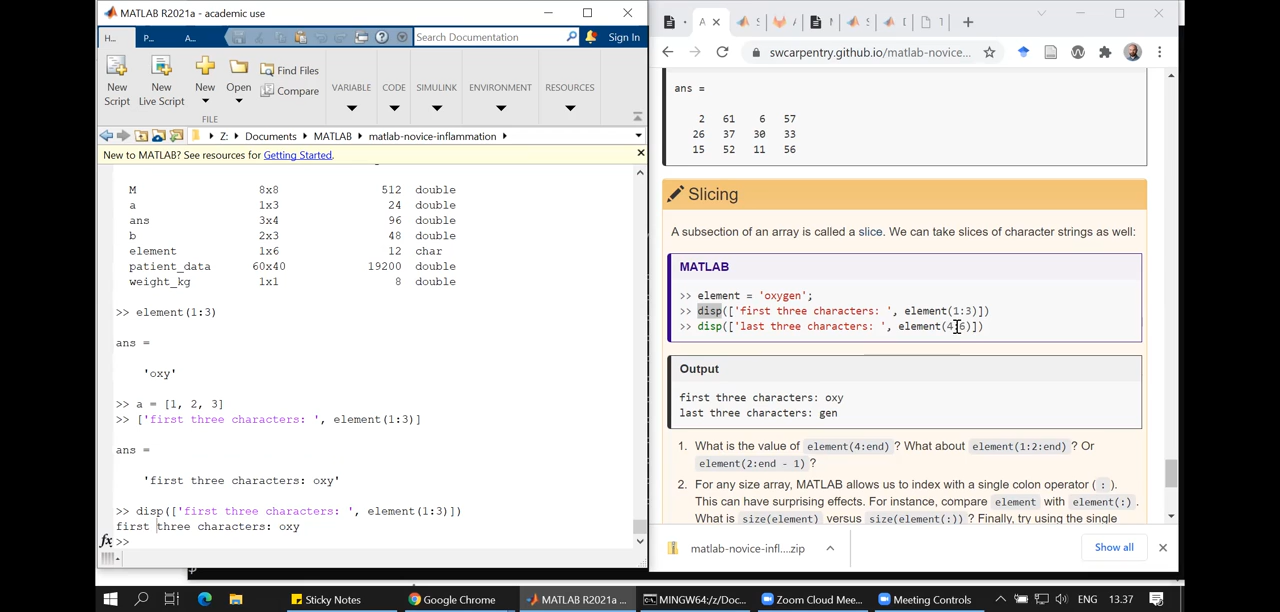 MATLAB R2021a - academic use
H...
P...
A...
Search Documentation
Sign In
New Script
New Live Script
New
Open
Find Files
Compare
FILE
VARIABLE
CODE
SIMULINK
ENVIRONMENT
RESOURCES
Z: Documents MATLAB matlab-novice-inflammation
New to MATLAB? See resources for Getting Started.
M 8x8 512 double
a 1x3 24 double
ans 3x4 96 double
b 2x3 48 double
element 1x6 12 char
patient_data 60x40 19200 double
weight_kg 1x1 8 double
>> element(1:3)
ans =
'oxy'
>> a = [1, 2, 3]
>> ['first three characters: ', element(1:3)]
ans =
'first three characters: oxy'
>> disp(['first three characters: ', element(1:3)])
first three characters: oxy
fx >>
swcarpentry.github.io/matlab-novice...
ans =
2 61 6 57
26 37 30 33
15 52 11 56
Slicing
A subsection of an array is called a slice. We can take slices of character strings as well:
MATLAB
>> element = 'oxygen';
>> disp(['first three characters: ', element(1:3)])
>> disp(['last three characters: ', element(4:6)])
Output
first three characters: oxy
last three characters: gen
1. What is the value of element(4:end) ? What about element(1:2:end) ? Or
element(2:end - 1) ?
2. For any size array, MATLAB allows us to index with a single colon operator ( : ).
This can have surprising effects. For instance, compare element with element(:) .
What is size(element) versus size(element(:)) ? Finally, try using the single
matlab-novice-infl....zip
Show all
Sticky Notes
Google Chrome
MATLAB R2021a ...
MINGW64:/z/Doc...
Zoom Cloud Mee...
Meeting Controls
ENG
13.37